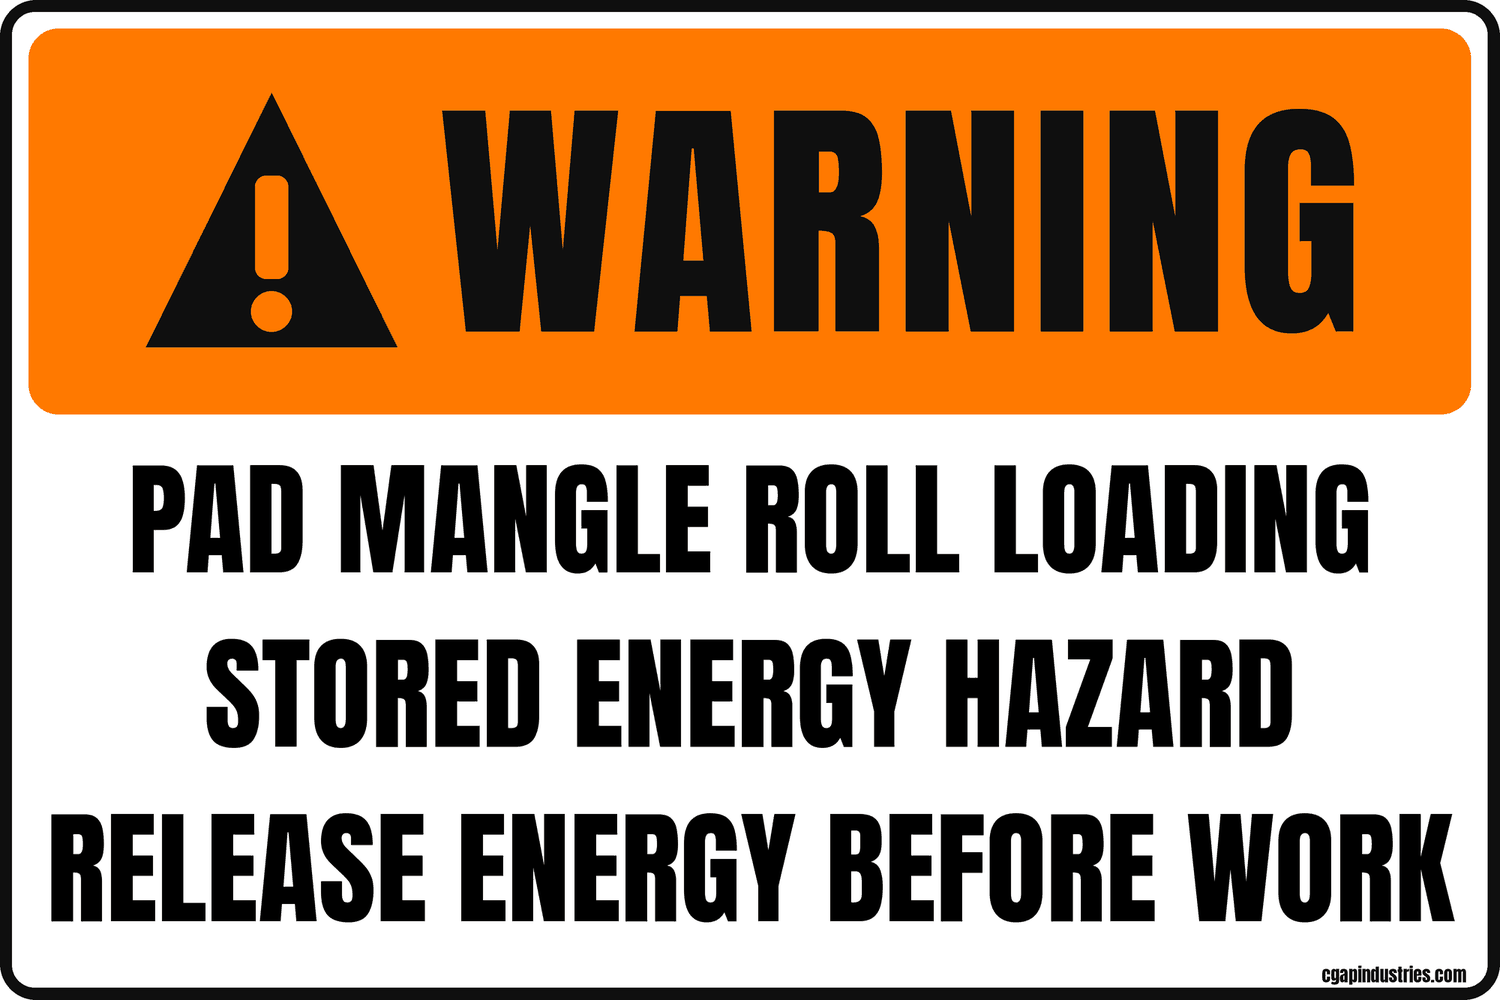 WARNING
PAD MANGLE ROLL LOADING
STORED ENERGY HAZARD
RELEASE ENERGY BEFORE WORK
cgapindustries.com